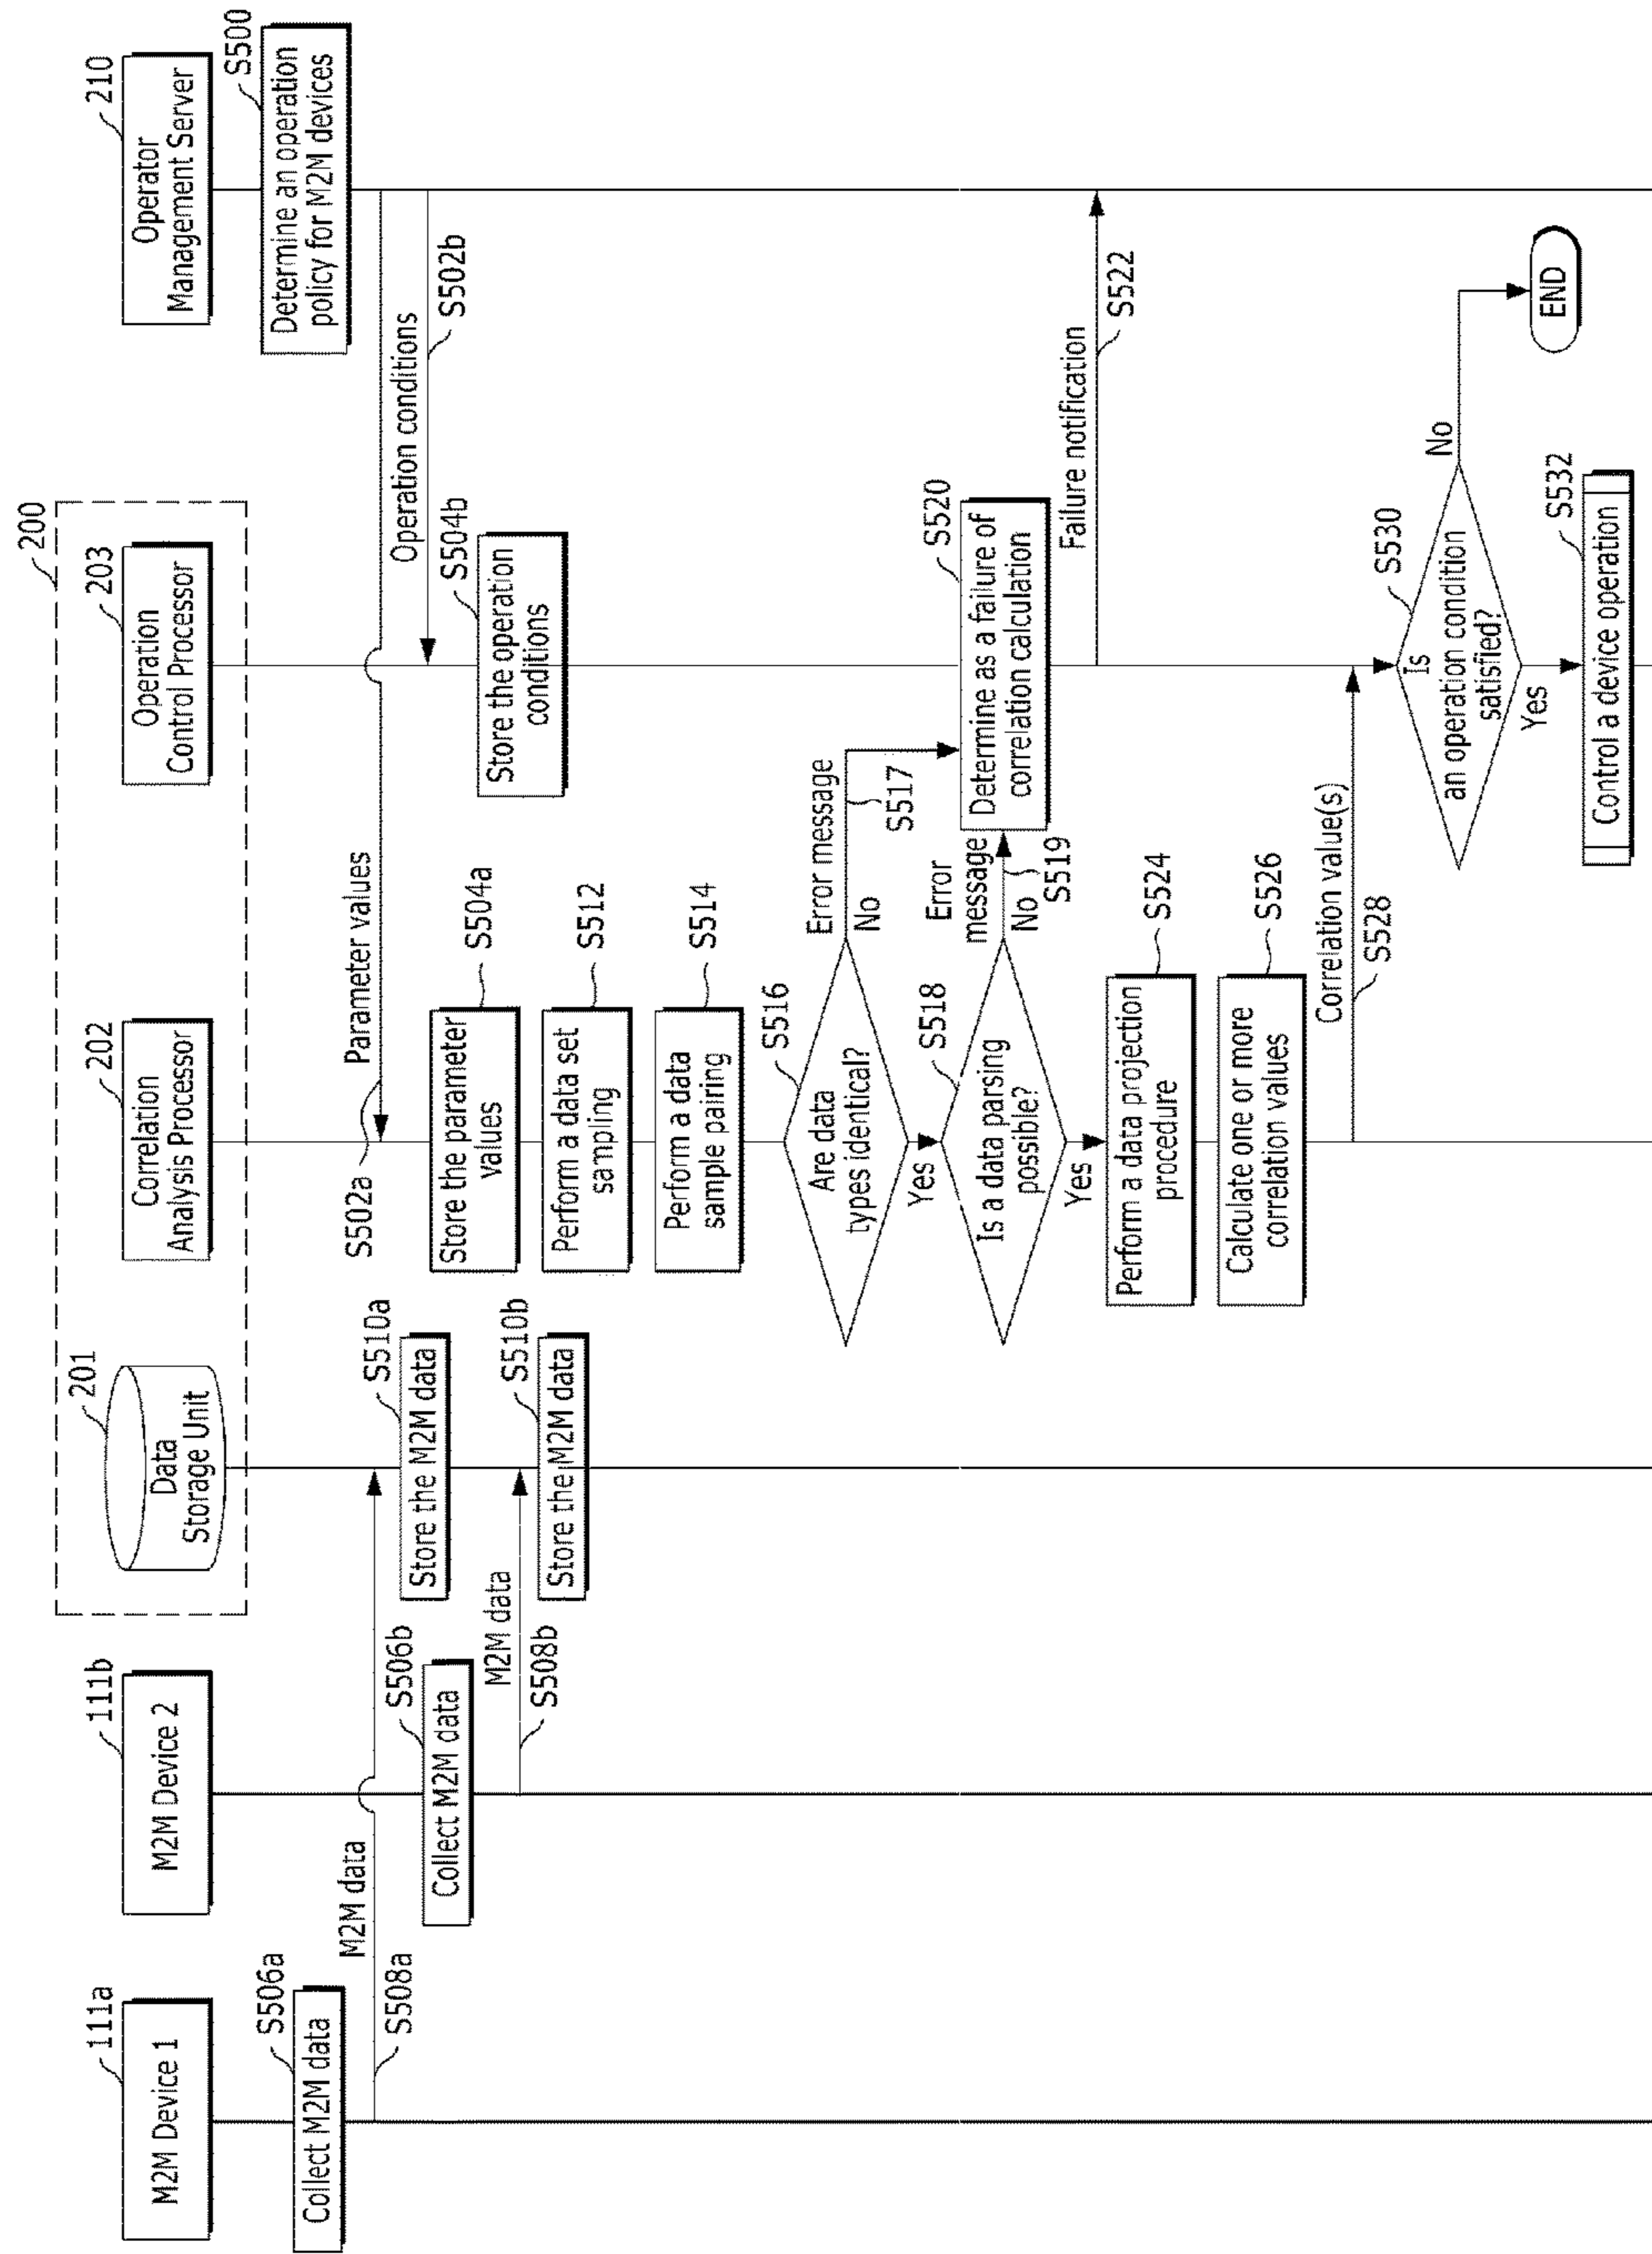 200
111a
M2M Device 1
111b
M2M Device 2
201
Data
Storage Unit
202
Correlation
Analysis Processor
203
Operation
Control Processor
210
Operator
Management Server
S500
Determine an operation
policy for M2M devices
S506a
Collect M2M data
M2M data
S508a
S502a
Parameter values
Operation conditions
S502b
S506b
Collect M2M data
S510a
Store the M2M data
S504a
Store the parameter
values
S504b
Store the operation
conditions
M2M data
S508b
S510b
Store the M2M data
S512
Perform a data set
sampling
S514
Perform a data
sample pairing
S516
Are data
types identical?
Error message
No
S517
Yes
S518
Is a data parsing
possible?
Error
message
No
S519
Yes
S520
Determine as a failure of
correlation calculation
Failure notification
S522
S524
Perform a data projection
procedure
S526
Calculate one or more
correlation values
Correlation value(s)
S528
S530
Is
an operation condition
satisfied?
No
END
Yes
S532
Control a device operation